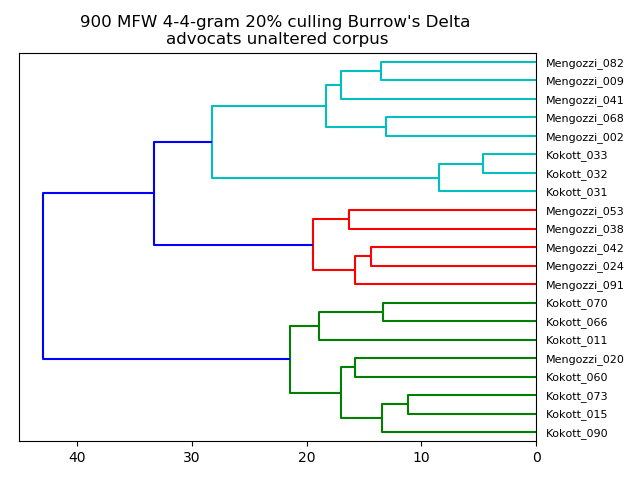 900 MFW 4-4-gram 20% culling Burrow's Delta
advocats unaltered corpus
Mengozzi_082
Mengozzi_009
Mengozzi_041
Mengozzi_068
Mengozzi_002
Kokott_033
Kokott_032
Kokott_031
Mengozzi_053
Mengozzi_038
Mengozzi_042
Mengozzi_024
Mengozzi_091
Kokott_070
Kokott_066
Kokott_011
Mengozzi_020
Kokott_060
Kokott_073
Kokott_015
Kokott_090
40 30 20 10 0